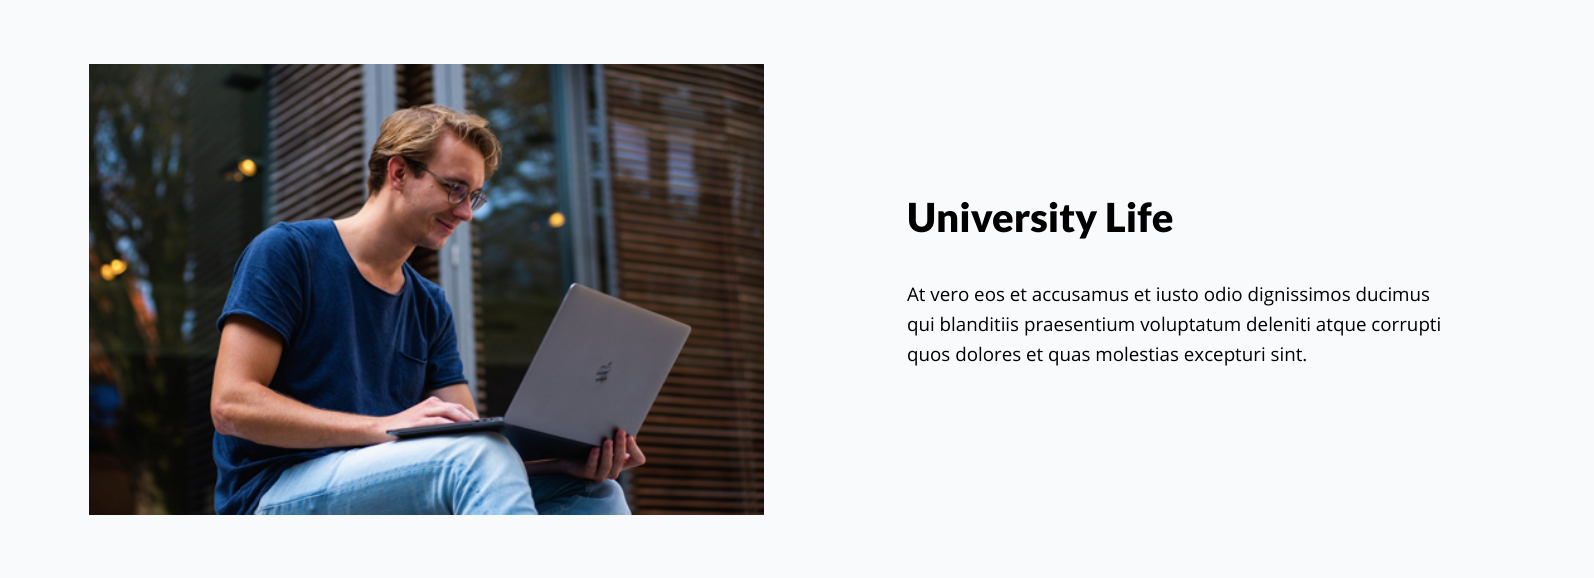 University Life
At vero eos et accusamus et iusto odio dignissimos ducimus
qui blanditiis praesentium voluptatum deleniti atque corrupti
quos dolores et quas molestias excepturi sint.